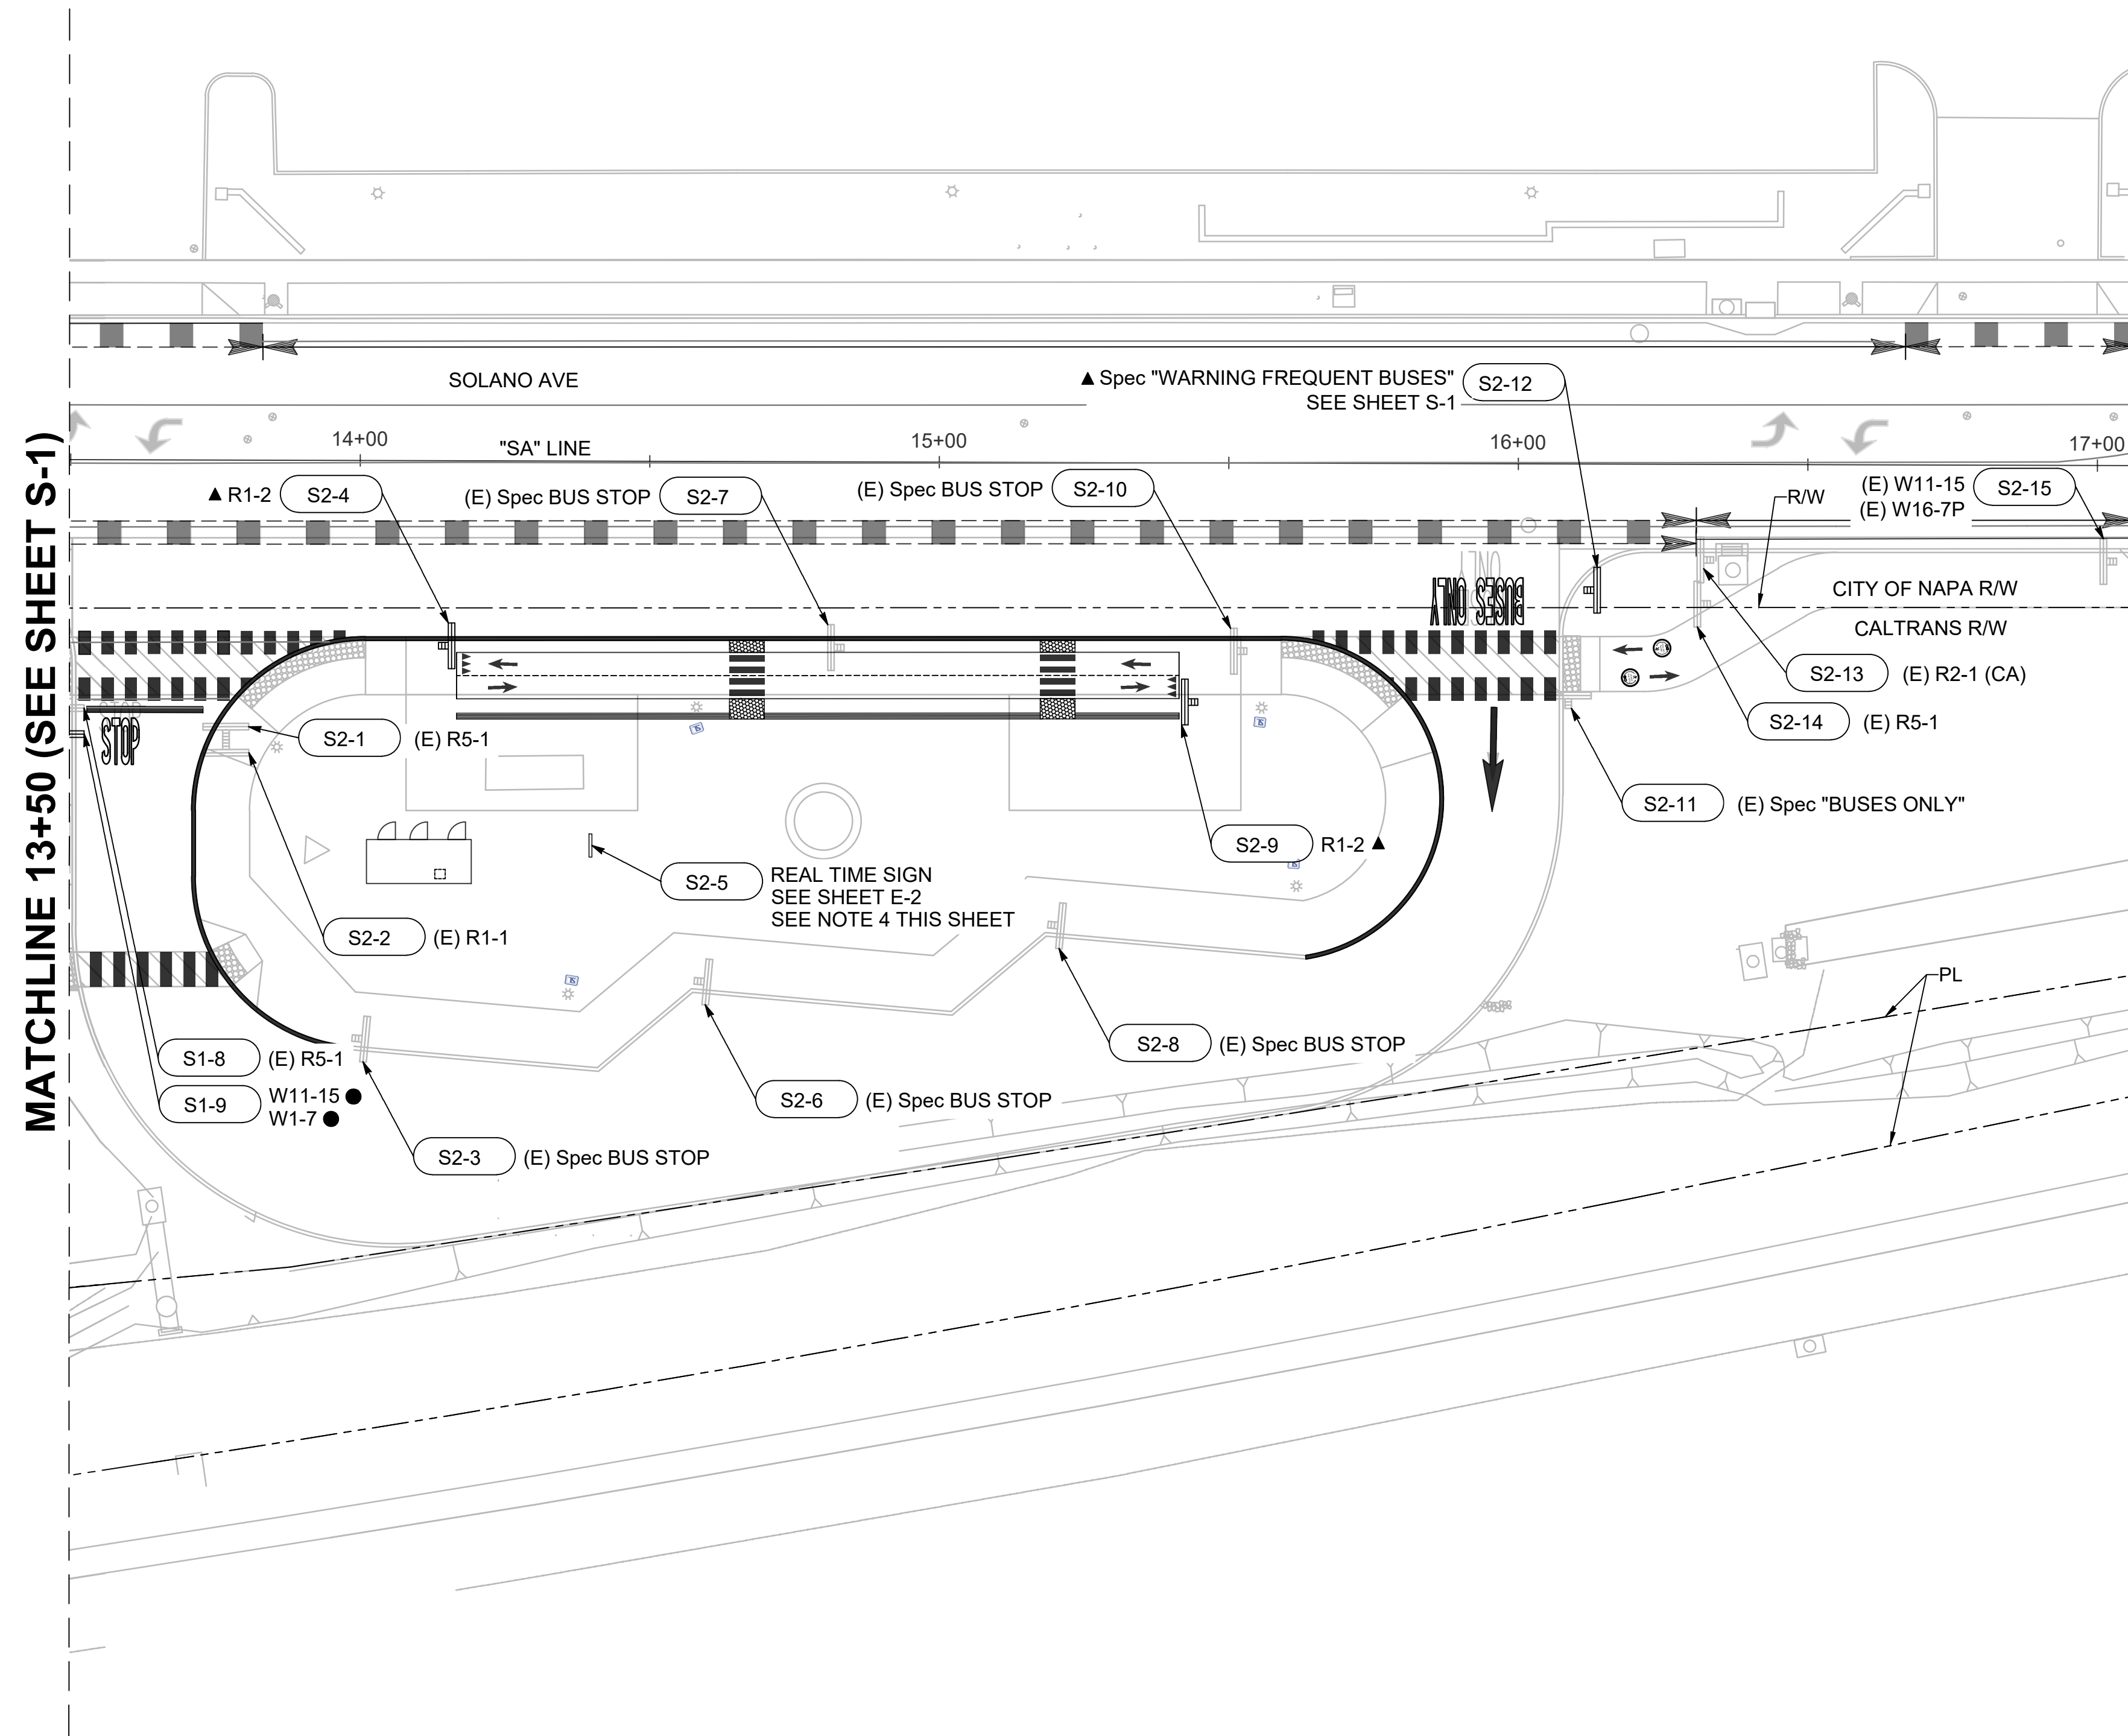 MATCHLINE 13+50 (SEE SHEET S-1)
SOLANO AVE
▲ Spec "WARNING FREQUENT BUSES" S2-12
SEE SHEET S-1
14+00
"SA" LINE
15+00
16+00
17+00
▲ R1-2 S2-4
(E) Spec BUS STOP S2-7
(E) Spec BUS STOP S2-10
R/W
(E) W11-15 S2-15
(E) W16-7P
ONLY
BUSES ONLY
CITY OF NAPA R/W
CALTRANS R/W
S2-13 (E) R2-1 (CA)
S2-14 (E) R5-1
STOP
STOP
S2-1 (E) R5-1
S2-11 (E) Spec "BUSES ONLY"
S2-9 R1-2 ▲
S2-5 REAL TIME SIGN
SEE SHEET E-2
SEE NOTE 4 THIS SHEET
S2-2 (E) R1-1
PL
S2-8 (E) Spec BUS STOP
S1-8 (E) R5-1
S1-9 W11-15 ●
W1-7 ●
S2-6 (E) Spec BUS STOP
S2-3 (E) Spec BUS STOP